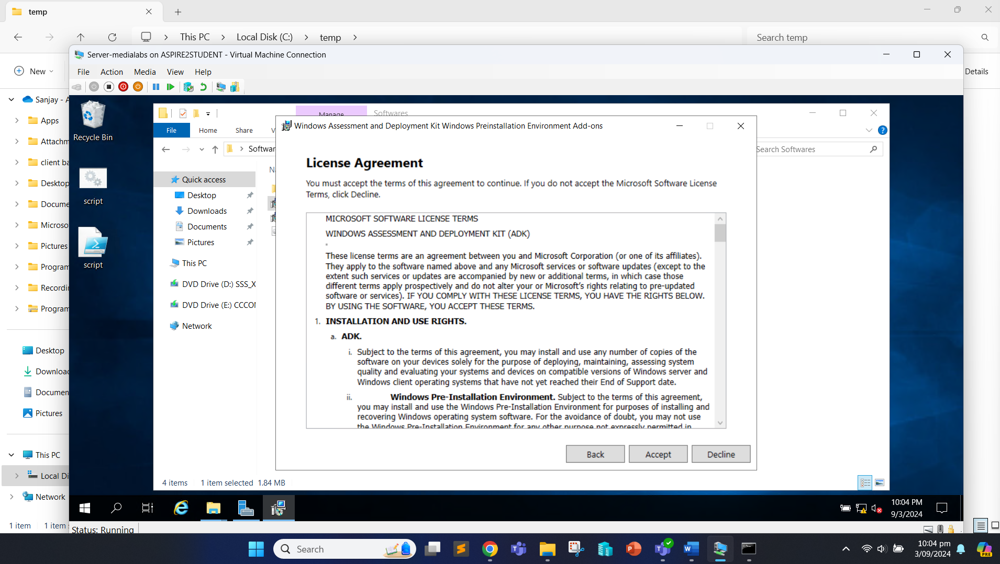 temp
This PC
Local Disk (C:)
temp
Search temp
New
Details
Sanjay - A
Apps
Attachm
client ba
Desktop
Docume
Microso
Pictures
Program
Recordin
Program
Desktop
Downloac
Documen
Pictures
This PC
Local Di
Network
1 item
1 item
Server-medialabs on ASPIRE2STUDENT - Virtual Machine Connection
File
Action
Media
View
Help
Recycle Bin
script
script
Manage
Softwares
File
Home
Share
V
Softwar
Search Softwares
Quick access
Desktop
Downloads
Documents
Pictures
This PC
DVD Drive (D:) SSS_X
DVD Drive (E:) CCCO
Network
Na
4 items
1 item selected
1.84 MB
Windows Assessment and Deployment Kit Windows Preinstallation Environment Add-ons
License Agreement
You must accept the terms of this agreement to continue. If you do not accept the Microsoft Software License
Terms, click Decline.
MICROSOFT SOFTWARE LICENSE TERMS
WINDOWS ASSESSMENT AND DEPLOYMENT KIT (ADK)
These license terms are an agreement between you and Microsoft Corporation (or one of its affiliates).
They apply to the software named above and any Microsoft services or software updates (except to the
extent such services or updates are accompanied by new or additional terms, in which case those
different terms apply prospectively and do not alter your or Microsoft's rights relating to pre-updated
software or services). IF YOU COMPLY WITH THESE LICENSE TERMS, YOU HAVE THE RIGHTS BELOW.
BY USING THE SOFTWARE, YOU ACCEPT THESE TERMS.
1. INSTALLATION AND USE RIGHTS.
a. ADK.
i. Subject to the terms of this agreement, you may install and use any number of copies of the
software on your devices solely for the purpose of deploying, maintaining, assessing system
quality and evaluating your systems and devices on compatible versions of Windows server and
Windows client operating systems that have not yet reached their End of Support date.
ii. Windows Pre-Installation Environment. Subject to the terms of this agreement,
you may install and use the Windows Pre-Installation Environment for purposes of installing and
recovering Windows operating system software. For the avoidance of doubt, you may not use
the Windows Pre-Installation Environment for any other purpose not expressly permitted in
Back
Accept
Decline
10:04 PM
9/3/2024
Status: Running
Search
10:04 pm
3/09/2024
PRE